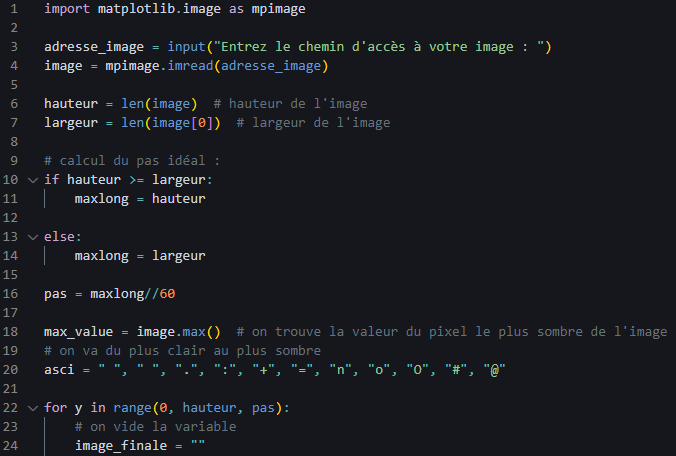 1 import matplotlib.image as mpimage
2
3 adresse_image = input("Entrez le chemin d'accès à votre image : ")
4 image = mpimage.imread(adresse_image)
5
6 hauteur = len(image)  # hauteur de l'image
7 largeur = len(image[0])  # largeur de l'image
8
9 # calcul du pas idéal :
10 if hauteur >= largeur:
11     maxlong = hauteur
12
13 else:
14     maxlong = largeur
15
16 pas = maxlong//60
17
18 max_value = image.max()  # on trouve la valeur du pixel le plus sombre de l'image
19 # on va du plus clair au plus sombre
20 asci = " ", " ", ".", ":", "+", "=", "n", "o", "O", "#", "@"
21
22 for y in range(0, hauteur, pas):
23     # on vide la variable
24     image_finale = ""